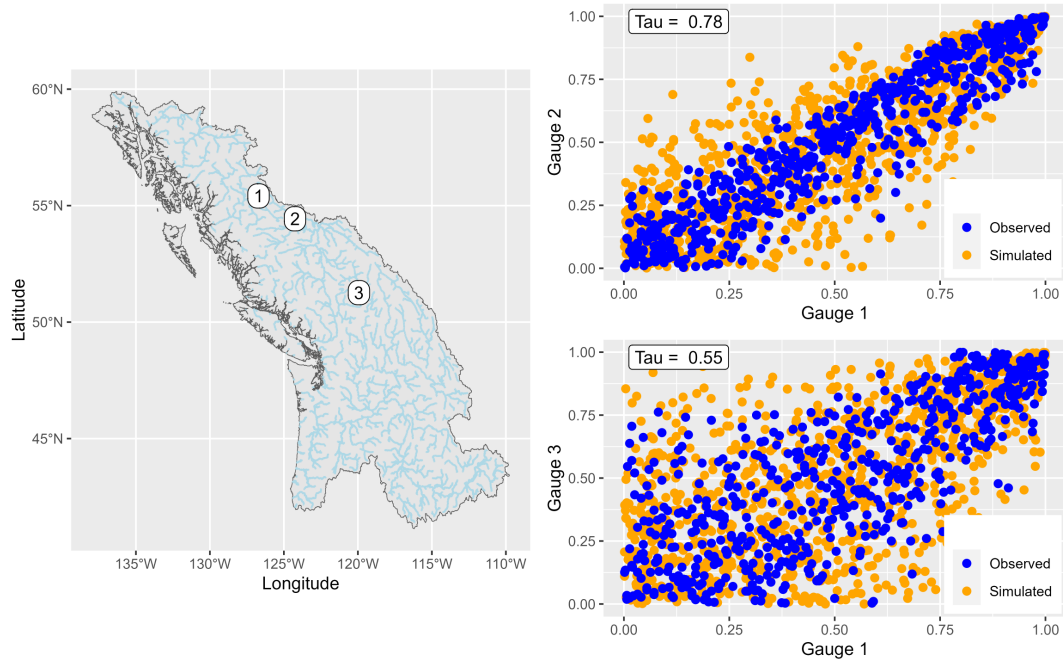 60°N
55°N
50°N
45°N
Latitude
135°W 130°W 125°W 120°W 115°W 110°W
Longitude
1
2
3
Tau = 0.78
1.00
0.75
0.50
0.25
0.00
Gauge 2
Observed
Simulated
0.00 0.25 0.50 0.75 1.00
Gauge 1
Tau = 0.55
1.00
0.75
0.50
0.25
0.00
Gauge 3
Observed
Simulated
0.00 0.25 0.50 0.75 1.00
Gauge 1